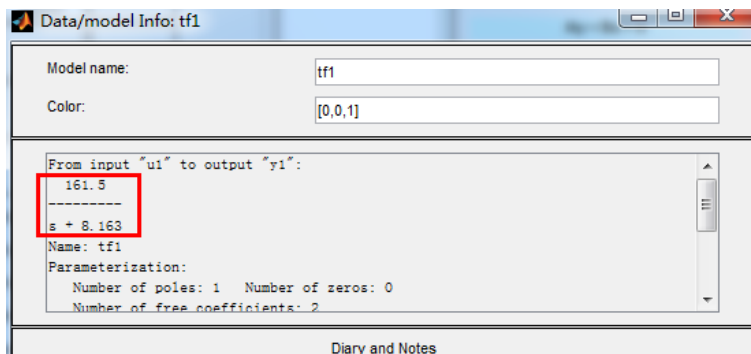 Data/model Info: tf1
Model name:
tf1
Color:
[0,0,1]
From input "u1" to output "y1":
161.5
---------
s + 8.163
Name: tf1
Parameterization:
Number of poles: 1   Number of zeros: 0
Number of free coefficients: 2
Diary and Notes